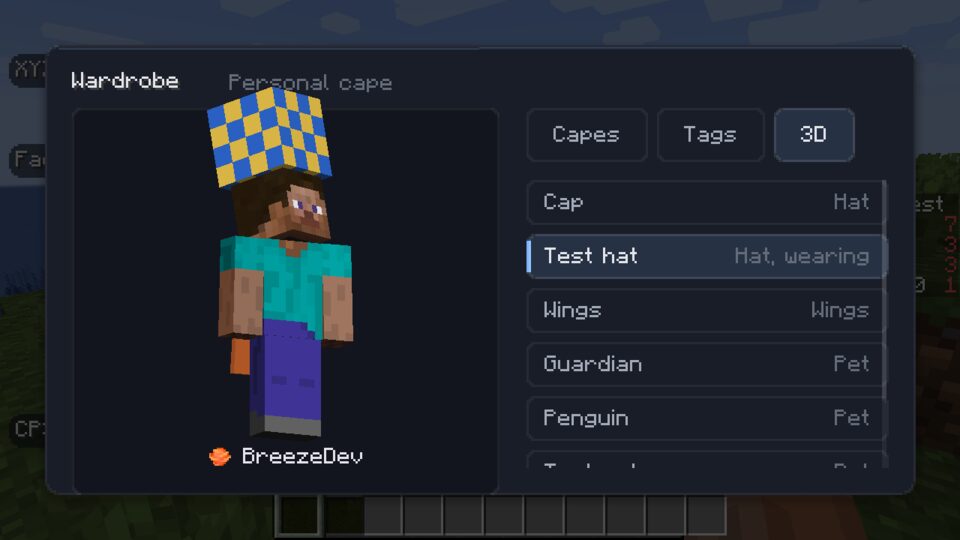 Wardrobe Personal cape
XYZ
Capes Tags 3D
Cap Hat
Test hat Hat, wearing
Wings Wings
Guardian Pet
Penguin Pet
BreezeDev